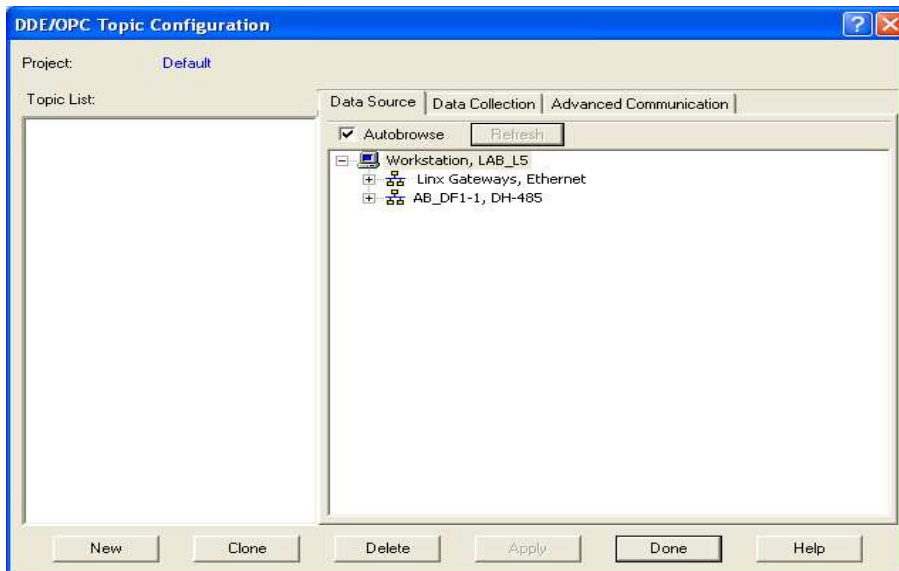 DDE/OPC Topic Configuration
Project: Default
Topic List:
Data Source Data Collection Advanced Communication
Autobrowse Refresh
Workstation, LAB_L5
Linx Gateways, Ethernet
AB_DF1-1, DH-485
New Clone Delete Apply Done Help